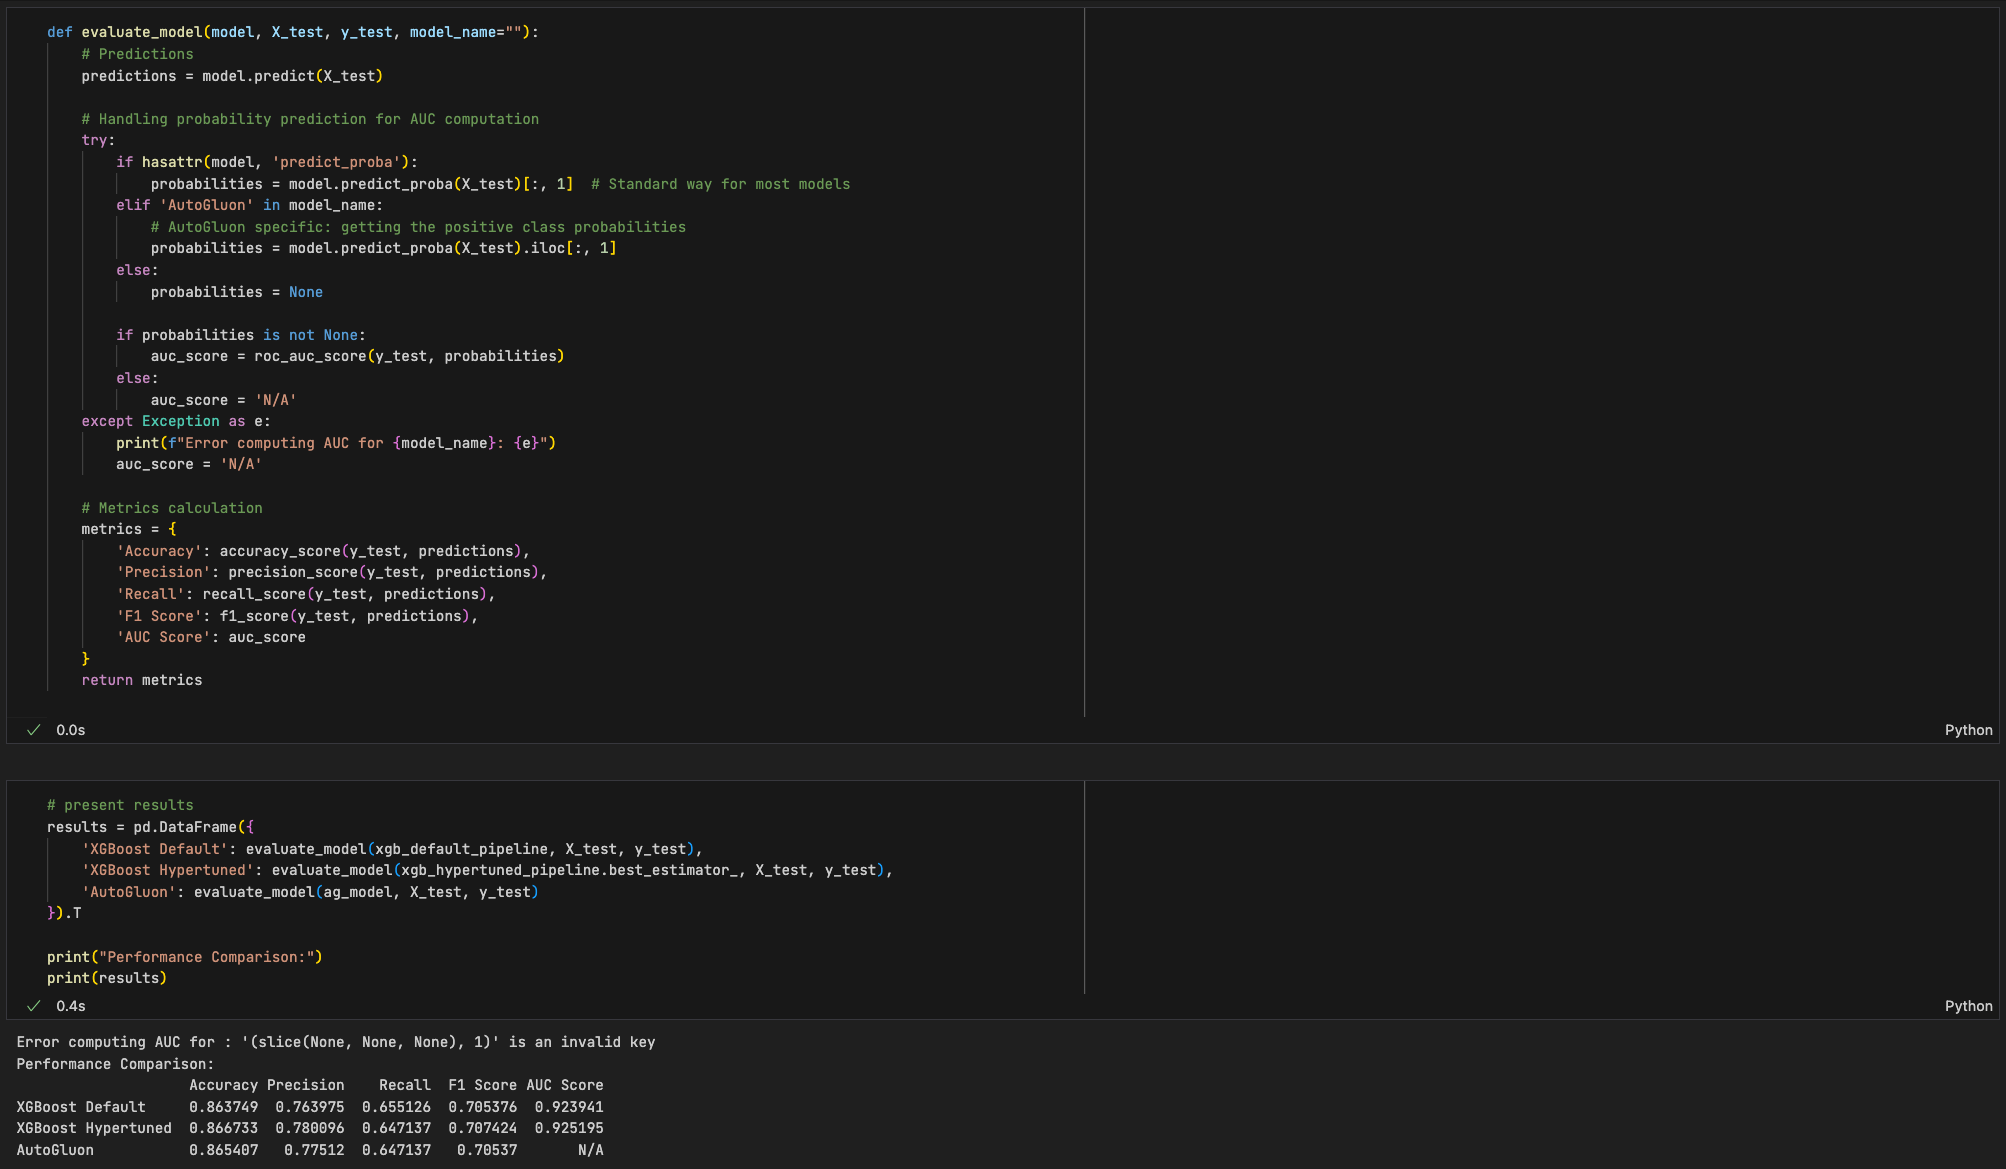 def evaluate_model(model, X_test, y_test, model_name=""):
    # Predictions
    predictions = model.predict(X_test)

    # Handling probability prediction for AUC computation
    try:
        if hasattr(model, 'predict_proba'):
            probabilities = model.predict_proba(X_test)[:, 1]  # Standard way for most models
        elif 'AutoGluon' in model_name:
            # AutoGluon specific: getting the positive class probabilities
            probabilities = model.predict_proba(X_test).iloc[:, 1]
        else:
            probabilities = None

        if probabilities is not None:
            auc_score = roc_auc_score(y_test, probabilities)
        else:
            auc_score = 'N/A'
    except Exception as e:
        print(f"Error computing AUC for {model_name}: {e}")
        auc_score = 'N/A'

    # Metrics calculation
    metrics = {
        'Accuracy': accuracy_score(y_test, predictions),
        'Precision': precision_score(y_test, predictions),
        'Recall': recall_score(y_test, predictions),
        'F1 Score': f1_score(y_test, predictions),
        'AUC Score': auc_score
    }
    return metrics
✓ 0.0s Python
# present results
results = pd.DataFrame({
    'XGBoost Default': evaluate_model(xgb_default_pipeline, X_test, y_test),
    'XGBoost Hypertuned': evaluate_model(xgb_hypertuned_pipeline.best_estimator_, X_test, y_test),
    'AutoGluon': evaluate_model(ag_model, X_test, y_test)
}).T

print("Performance Comparison:")
print(results)
✓ 0.4s Python
Error computing AUC for : '(slice(None, None, None), 1)' is an invalid key
Performance Comparison:
                    Accuracy Precision    Recall  F1 Score AUC Score
XGBoost Default     0.863749  0.763975  0.655126  0.705376  0.923941
XGBoost Hypertuned  0.866733  0.780096  0.647137  0.707424  0.925195
AutoGluon           0.865407   0.77512  0.647137   0.70537       N/A